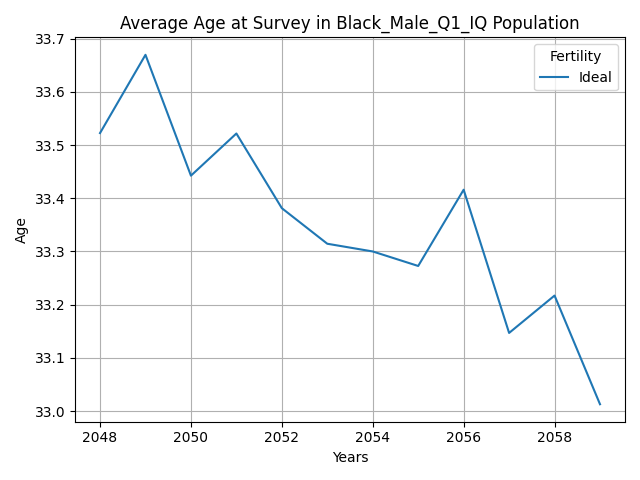 Average Age at Survey in Black_Male_Q1_IQ Population
33.7
33.6
33.5
33.4
33.3
33.2
33.1
33.0
Age
Fertility
Ideal
2048
2050
2052
2054
2056
2058
Years